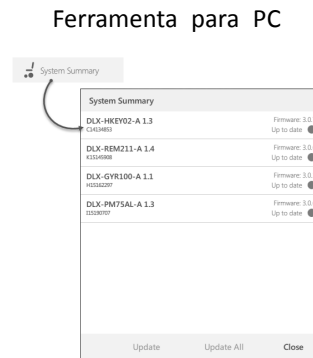 Ferramenta para PC
System Summary
System Summary
DLX-HKEY02-A 1.3
C14134853
Firmware: 3.0.
Up to date
DLX-REM211-A 1.4
K15145908
Firmware: 3.0.
Up to date
DLX-GYR100-A 1.1
H15162297
Firmware: 3.0.
Up to date
DLX-PM75AL-A 1.3
I15190707
Firmware: 3.0.
Up to date
Update Update All Close